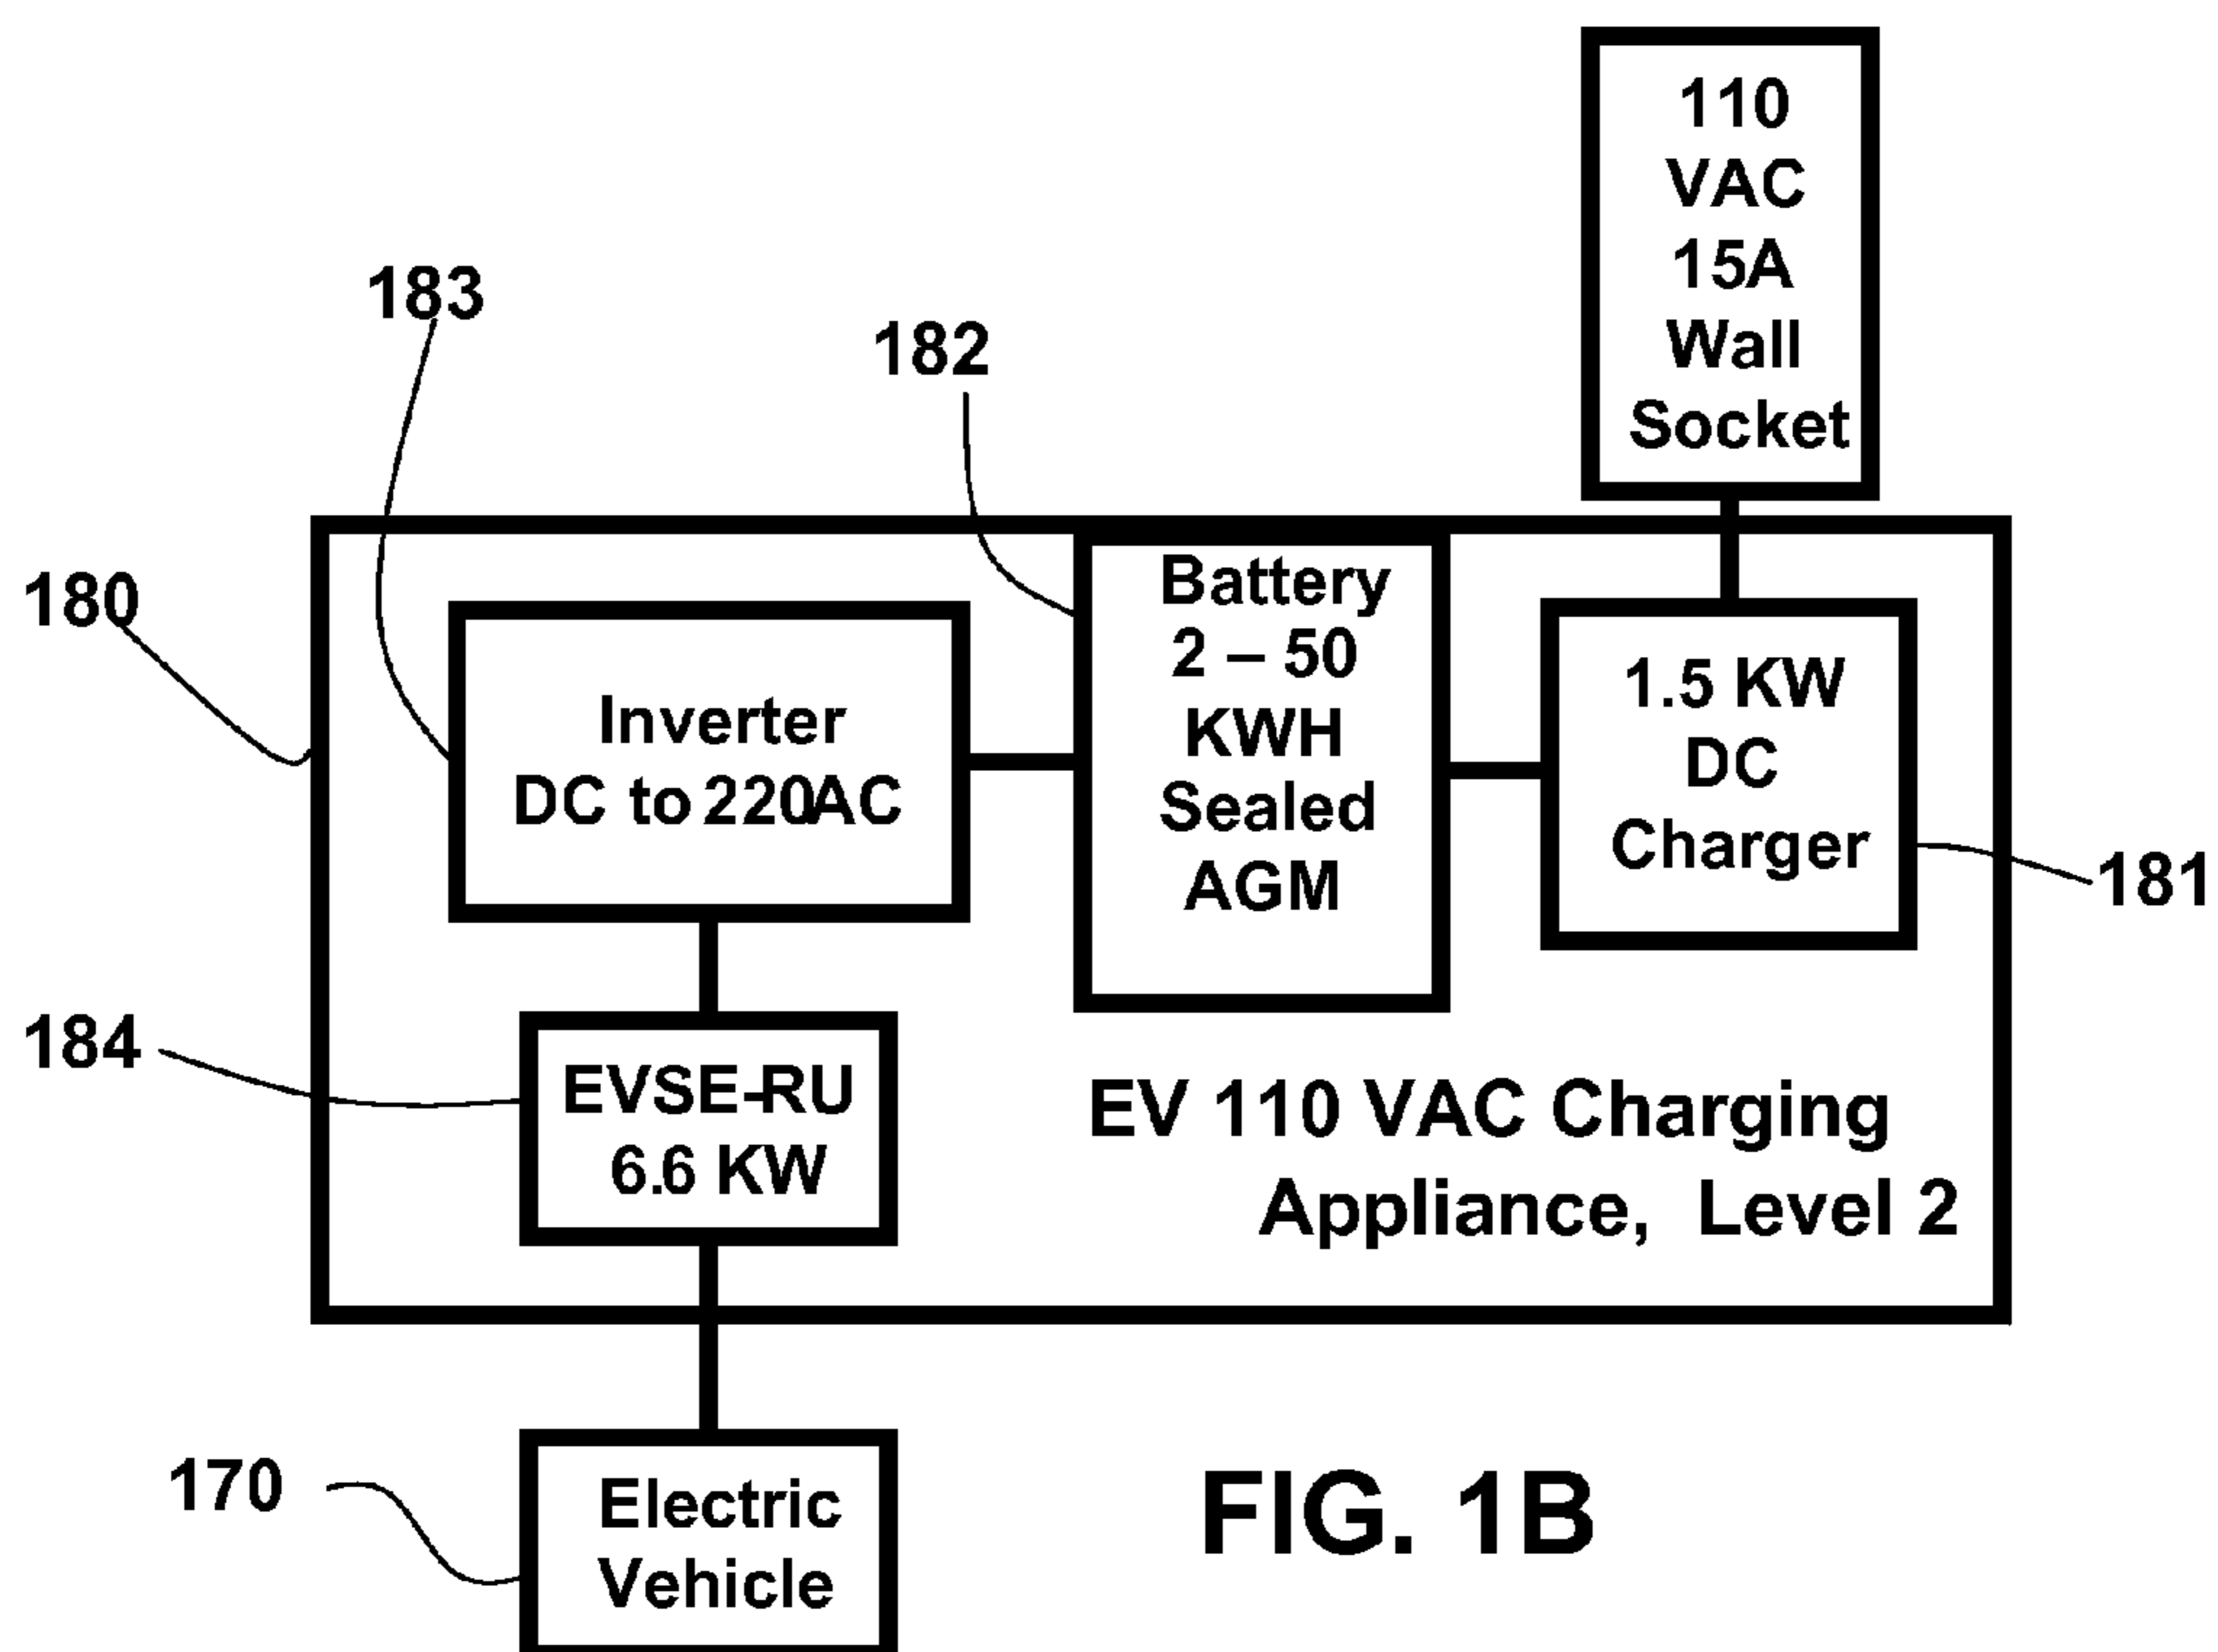 110
VAC
15A
Wall
Socket
183
182
180
Battery
2 – 50
KWH
Sealed
AGM
Inverter
DC to 220AC
1.5 KW
DC
Charger
181
184
EVSE-RU
6.6 KW
EV 110 VAC Charging
Appliance, Level 2
170
Electric
Vehicle
FIG. 1B